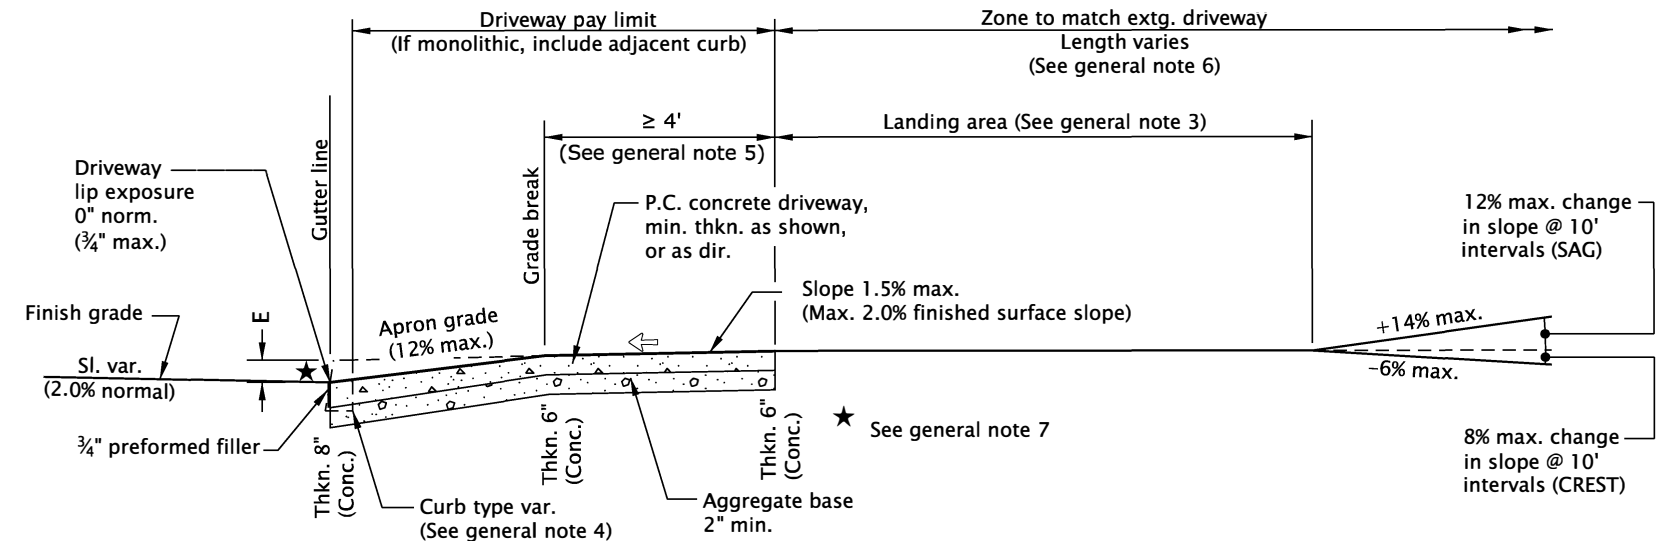 Driveway pay limit
(If monolithic, include adjacent curb)
Zone to match extg. driveway
Length varies
(See general note 6)
≥ 4'
(See general note 5)
Landing area (See general note 3)
Driveway
lip exposure
0" norm.
(¾" max.)
Gutter line
Grade break
P.C. concrete driveway,
min. thkn. as shown,
or as dir.
12% max. change
in slope @ 10'
intervals (SAG)
Slope 1.5% max.
(Max. 2.0% finished surface slope)
Finish grade
E
Apron grade
(12% max.)
+14% max.
Sl. var.
(2.0% normal)
-6% max.
¾" preformed filler
Thkn. 8"
(Conc.)
Thkn. 6"
(Conc.)
Thkn. 6"
(Conc.)
★ See general note 7
8% max. change
in slope @ 10'
intervals (CREST)
Curb type var.
(See general note 4)
Aggregate base
2" min.